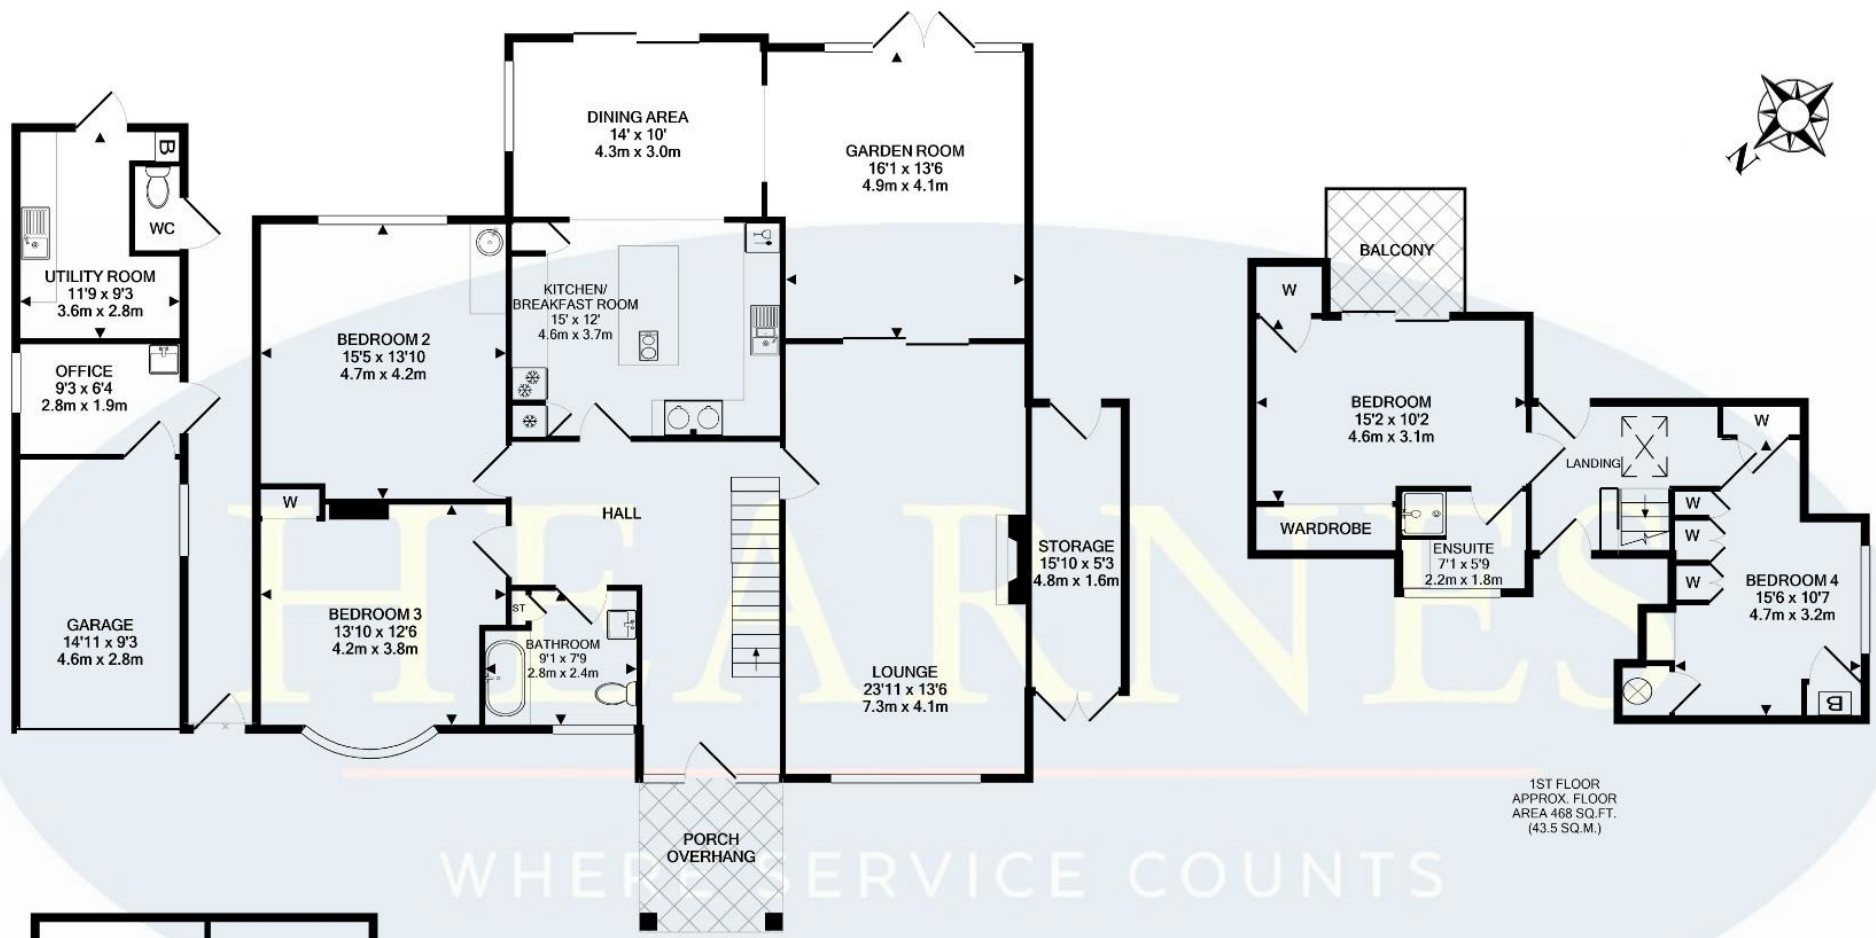 DINING AREA
14' x 10'
4.3m x 3.0m
GARDEN ROOM
16'1 x 13'6
4.9m x 4.1m
N
B
WC
UTILITY ROOM
11'9 x 9'3
3.6m x 2.8m
KITCHEN/
BREAKFAST ROOM
15' x 12'
4.6m x 3.7m
BEDROOM 2
15'5 x 13'10
4.7m x 4.2m
OFFICE
9'3 x 6'4
2.8m x 1.9m
BALCONY
W
BEDROOM
15'2 x 10'2
4.6m x 3.1m
W
LANDING
W
W
W
WARDROBE
ENSUITE
7'1 x 5'9
2.2m x 1.8m
BEDROOM 4
15'6 x 10'7
4.7m x 3.2m
B
W
HALL
STORAGE
15'10 x 5'3
4.8m x 1.6m
ST
BEDROOM 3
13'10 x 12'6
4.2m x 3.8m
BATHROOM
9'1 x 7'9
2.8m x 2.4m
GARAGE
14'11 x 9'3
4.6m x 2.8m
LOUNGE
23'11 x 13'6
7.3m x 4.1m
PORCH
OVERHANG
1ST FLOOR
APPROX. FLOOR
AREA 468 SQ.FT.
(43.5 SQ.M.)
HEARNES
WHERE SERVICE COUNTS